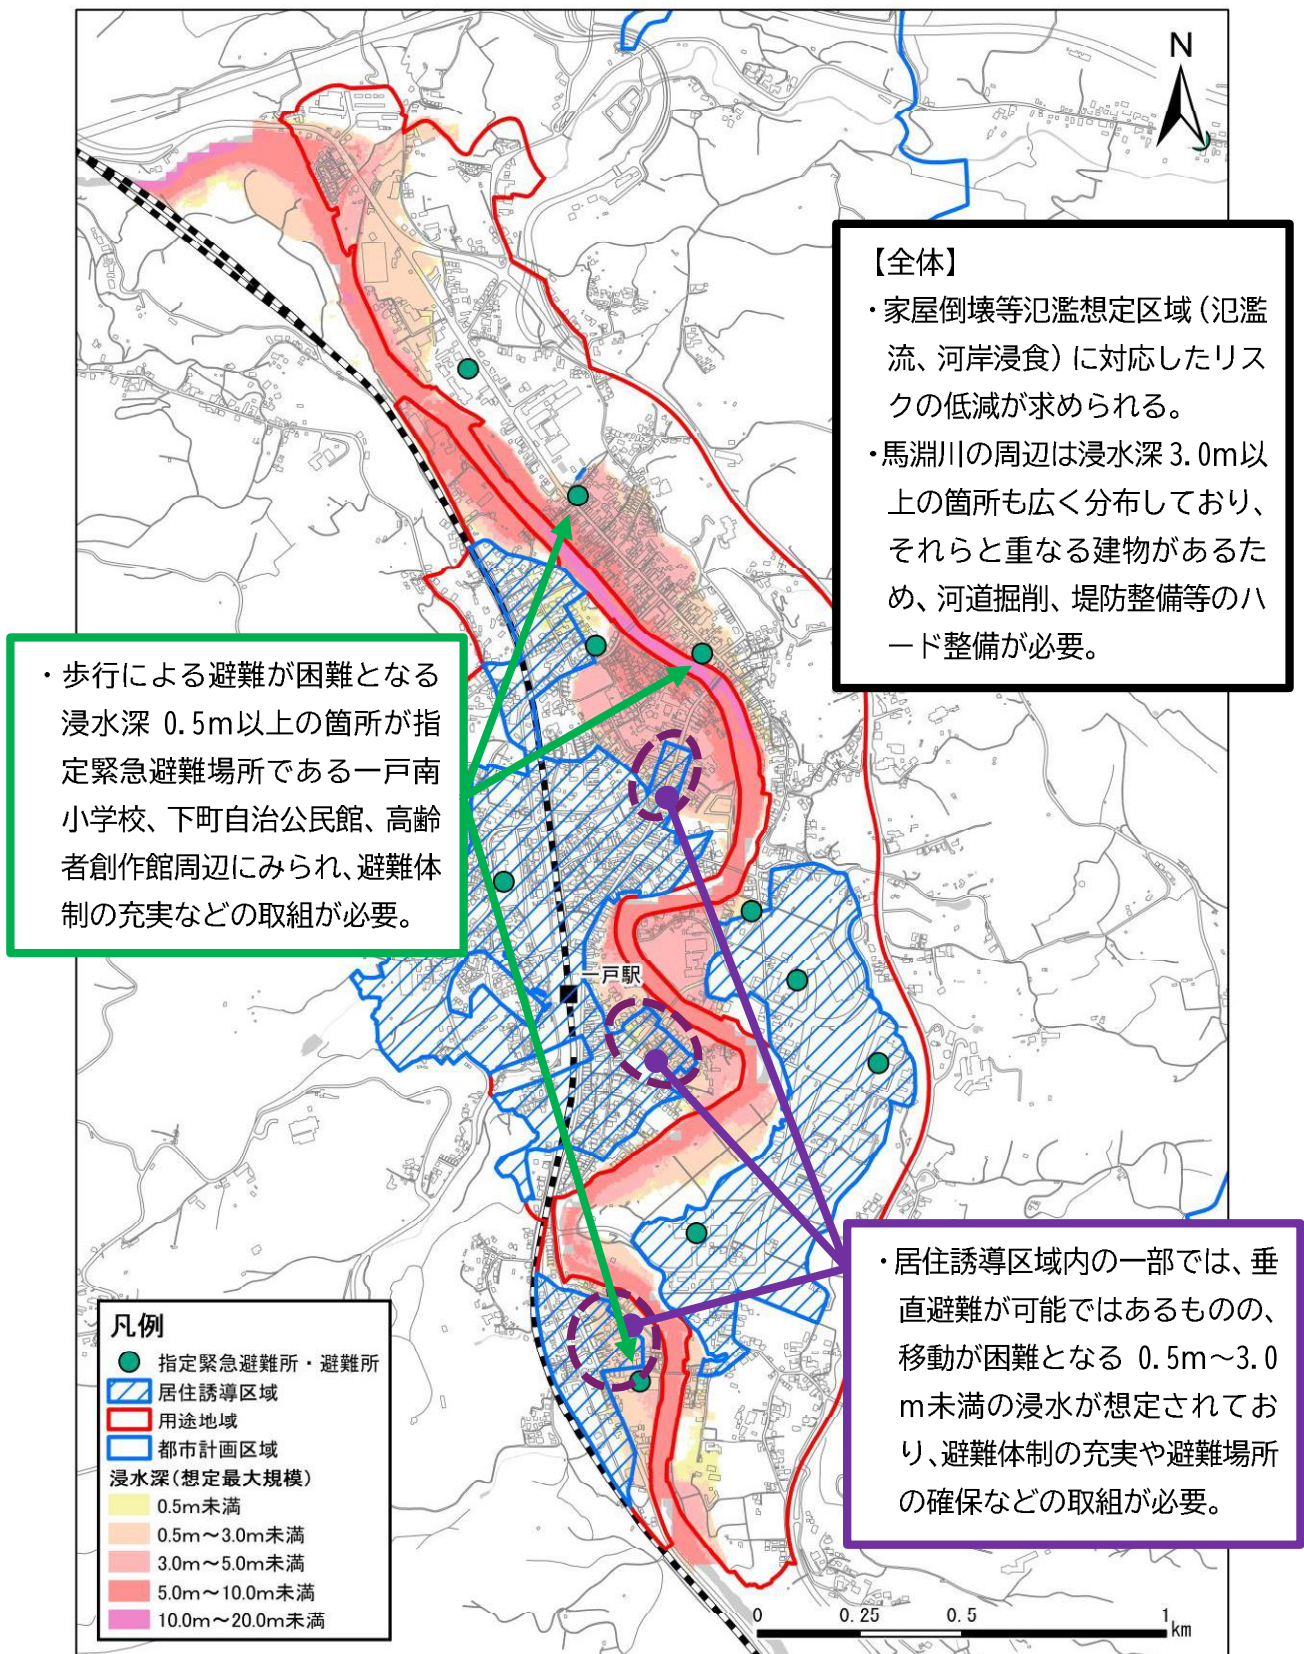 N
【全体】
・家屋倒壊等氾濫想定区域（氾濫
流、河岸浸食）に対応したリス
クの低減が求められる。
・馬淵川の周辺は浸水深 3.0m以
上の箇所も広く分布しており、
それらと重なる建物があるた
め、河道掘削、堤防整備等のハ
ード整備が必要。
・歩行による避難が困難となる
浸水深 0.5m以上の箇所が指
定緊急避難場所である一戸南
小学校、下町自治公民館、高齢
者創作館周辺にみられ、避難体
制の充実などの取組が必要。
一戸駅
・居住誘導区域内の一部では、垂
直避難が可能ではあるものの、
移動が困難となる 0.5m～3.0
m未満の浸水が想定されてお
り、避難体制の充実や避難場所
の確保などの取組が必要。
凡例
指定緊急避難所・避難所
居住誘導区域
用途地域
都市計画区域
浸水深(想定最大規模)
0.5m未満
0.5m～3.0m未満
3.0m～5.0m未満
5.0m～10.0m未満
10.0m～20.0m未満
0 0.25 0.5 1
km